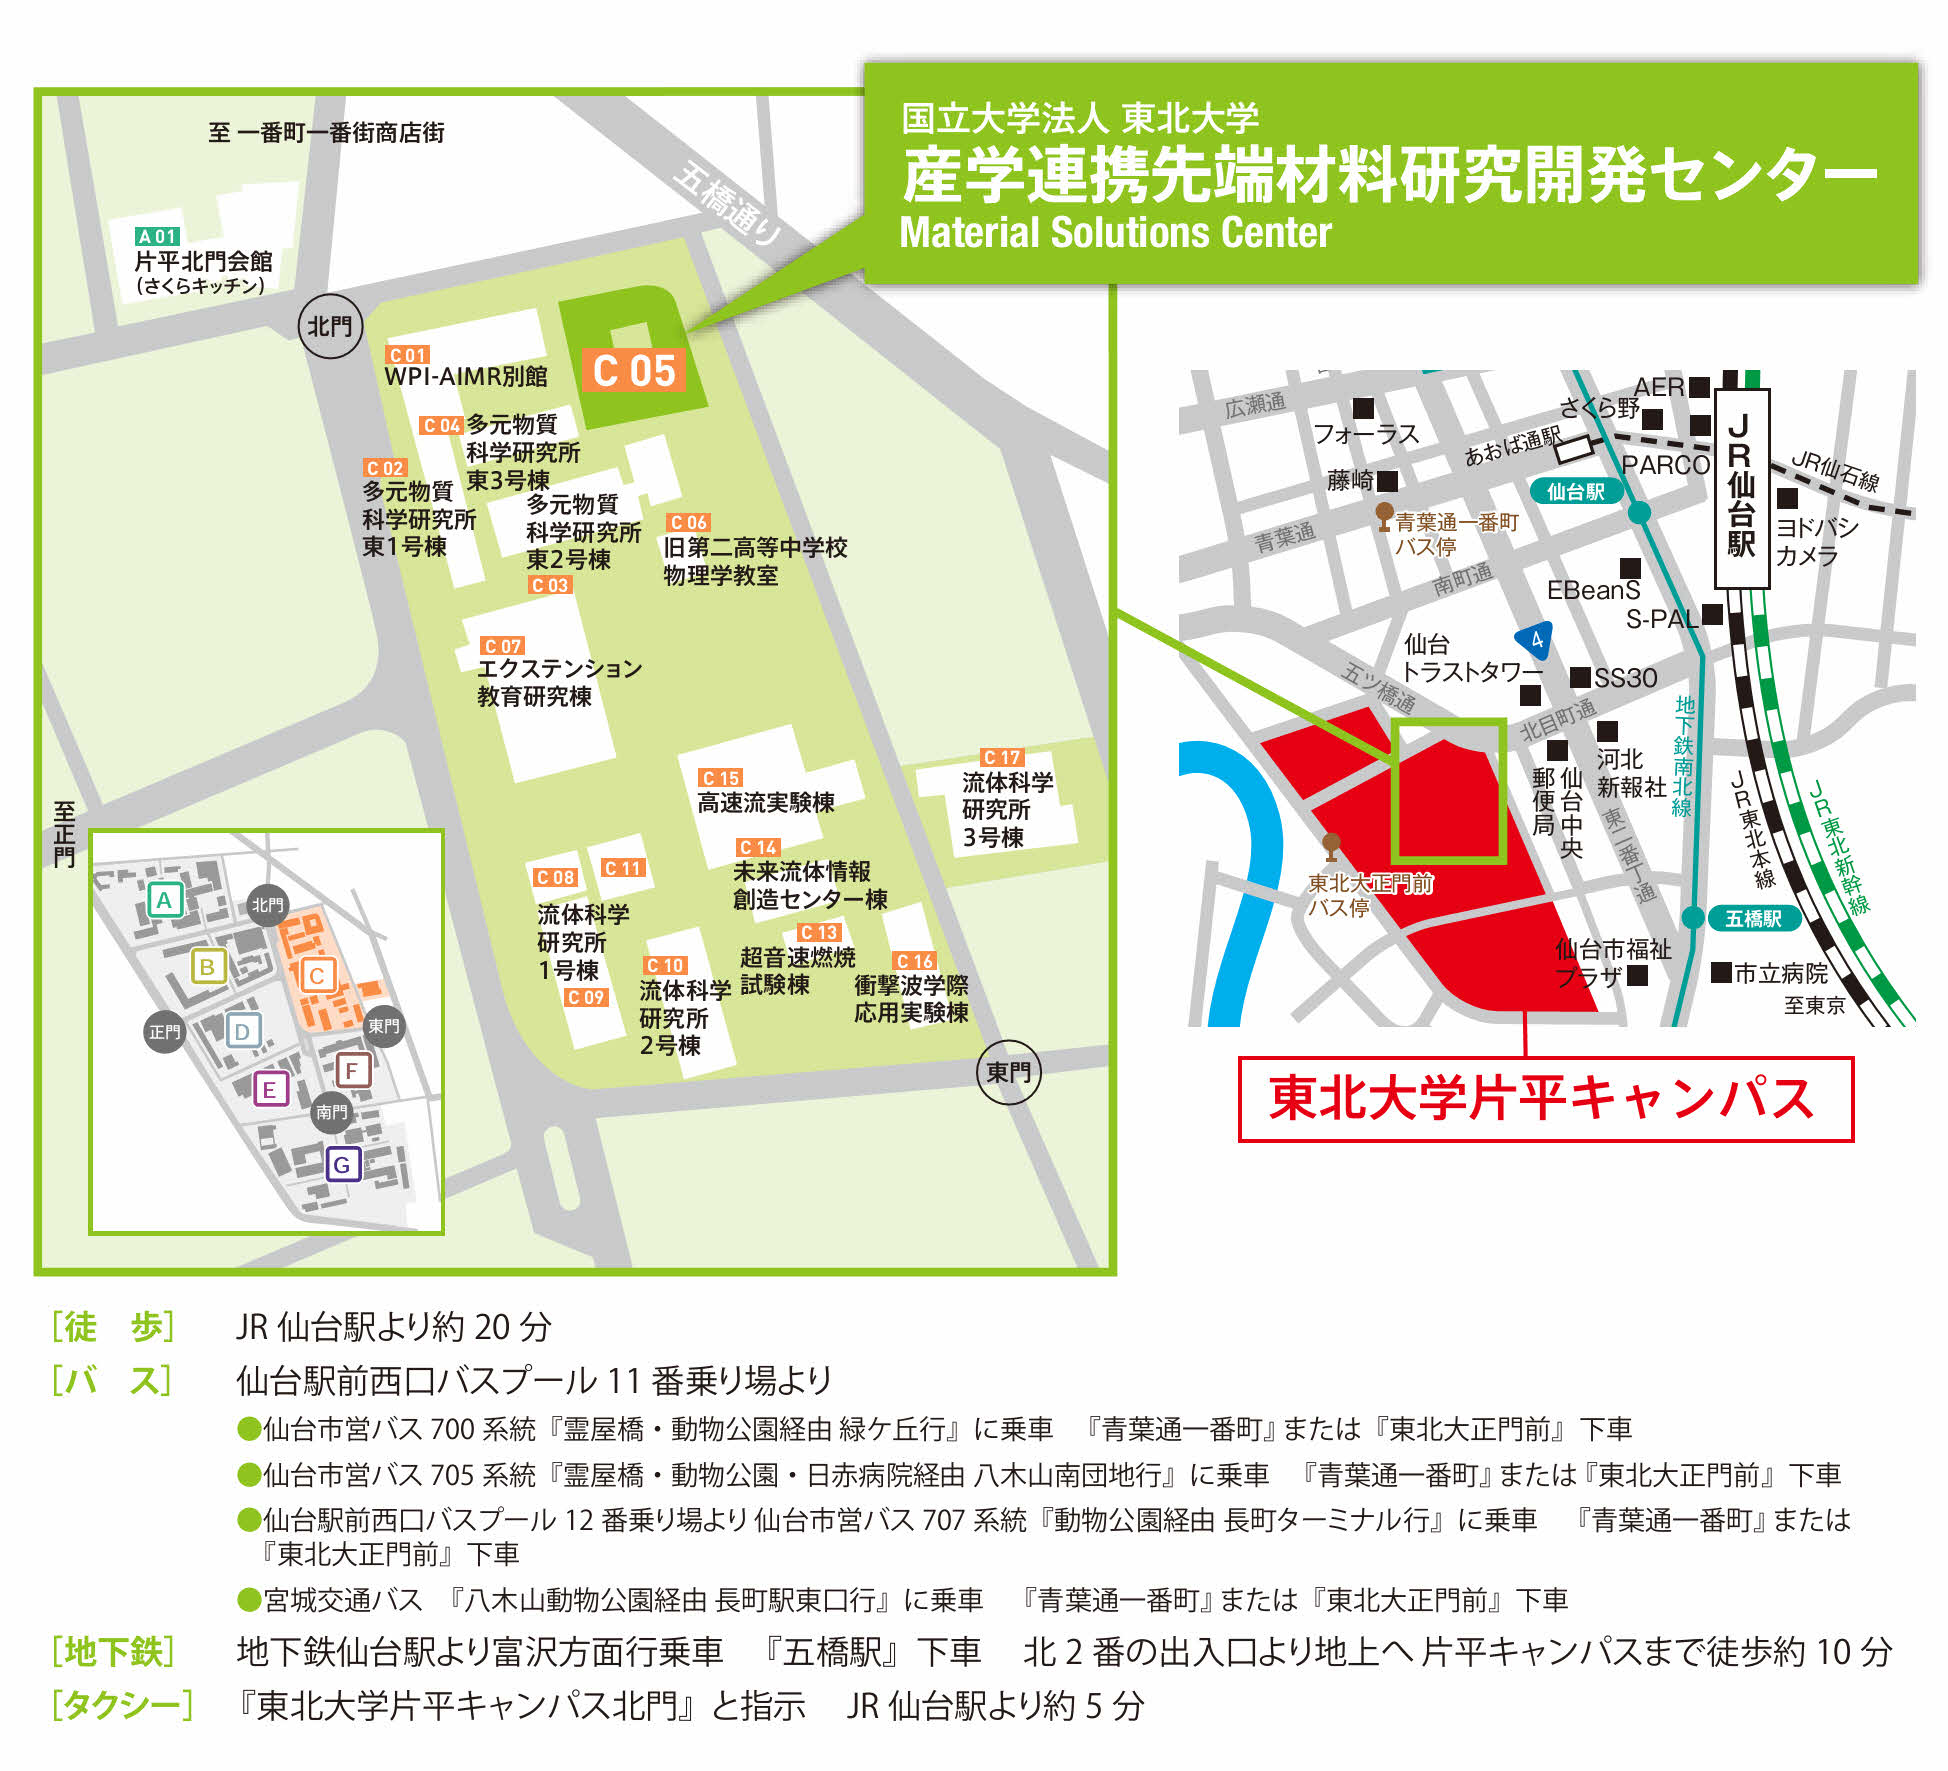 国立大学法人 東北大学
産学連携先端材料研究開発センター
Material Solutions Center
至 一番町一番街商店街
五橋通り
A 01
片平北門会館
(さくらキッチン)
北門
C 01
WPI-AIMR別館
C 05
C 04
多元物質
科学研究所
東3号棟
C 02
多元物質
科学研究所
東1号棟
多元物質
科学研究所
東2号棟
C 03
C 06
旧第二高等中学校
物理学教室
C 07
エクステンション
教育研究棟
C 15
高速流実験棟
C 17
流体科学
研究所
3号棟
至正門
C 14
未来流体情報
創造センター棟
C 11
C 08
流体科学
研究所
1号棟
C 09
C 13
超音速燃焼
試験棟
C 10
流体科学
研究所
2号棟
C 16
衝撃波学際
応用実験棟
東門
A
北門
B
C
正門
D
東門
E
F
南門
G
広瀬通
フォーラス
AER
さくら野
あおば通駅
PARCO
JR仙台駅
JR仙石線
藤崎
仙台駅
青葉通一番町
バス停
青葉通
ヨドバシ
カメラ
南町通
EBeanS
S-PAL
仙台
トラストタワー
4
SS30
五ツ橋通
北目町通
地下鉄南北線
河北
新報社
仙台中央
郵便局
東二番丁通
JR東北本線
JR東北新幹線
東北大正門前
バス停
五橋駅
仙台市福祉
プラザ
市立病院
至東京
東北大学片平キャンパス
[徒　歩]　JR 仙台駅より約 20 分
[バ　ス]　仙台駅前西口バスプール 11 番乗り場より
●仙台市営バス 700 系統『霊屋橋・動物公園経由 緑ケ丘行』に乗車　『青葉通一番町』または『東北大正門前』下車
●仙台市営バス 705 系統『霊屋橋・動物公園・日赤病院経由 八木山南団地行』に乗車　『青葉通一番町』または『東北大正門前』下車
●仙台駅前西口バスプール 12 番乗り場より 仙台市営バス 707 系統『動物公園経由 長町ターミナル行』に乗車　『青葉通一番町』または
『東北大正門前』下車
●宮城交通バス　『八木山動物公園経由 長町駅東口行』に乗車　『青葉通一番町』または『東北大正門前』下車
[地下鉄]　地下鉄仙台駅より富沢方面行乗車　『五橋駅』下車　北 2 番の出入口より地上へ 片平キャンパスまで徒歩約 10 分
[タクシー]　『東北大学片平キャンパス北門』と指示　JR 仙台駅より約 5 分